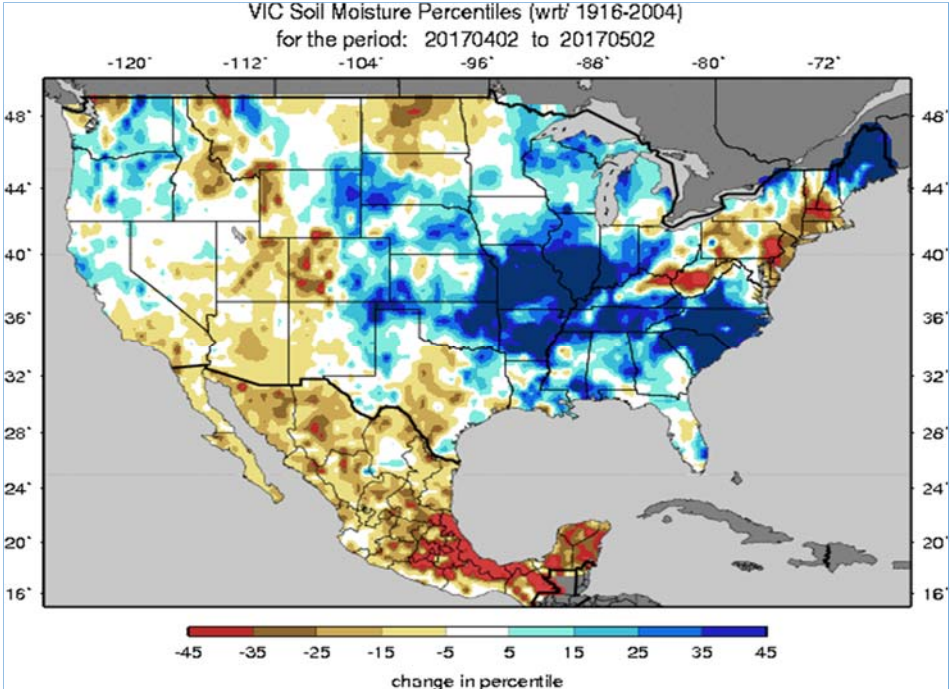 VIC Soil Moisture Percentiles (wrt/ 1916-2004)
for the period: 20170402 to 20170502
-120° -112° -104° -96° -88° -80° -72°
48° 48°
44° 44°
40° 40°
36° 36°
32° 32°
28° 28°
24° 24°
20° 20°
16° 16°
-45 -35 -25 -15 -5 5 15 25 35 45
change in percentile